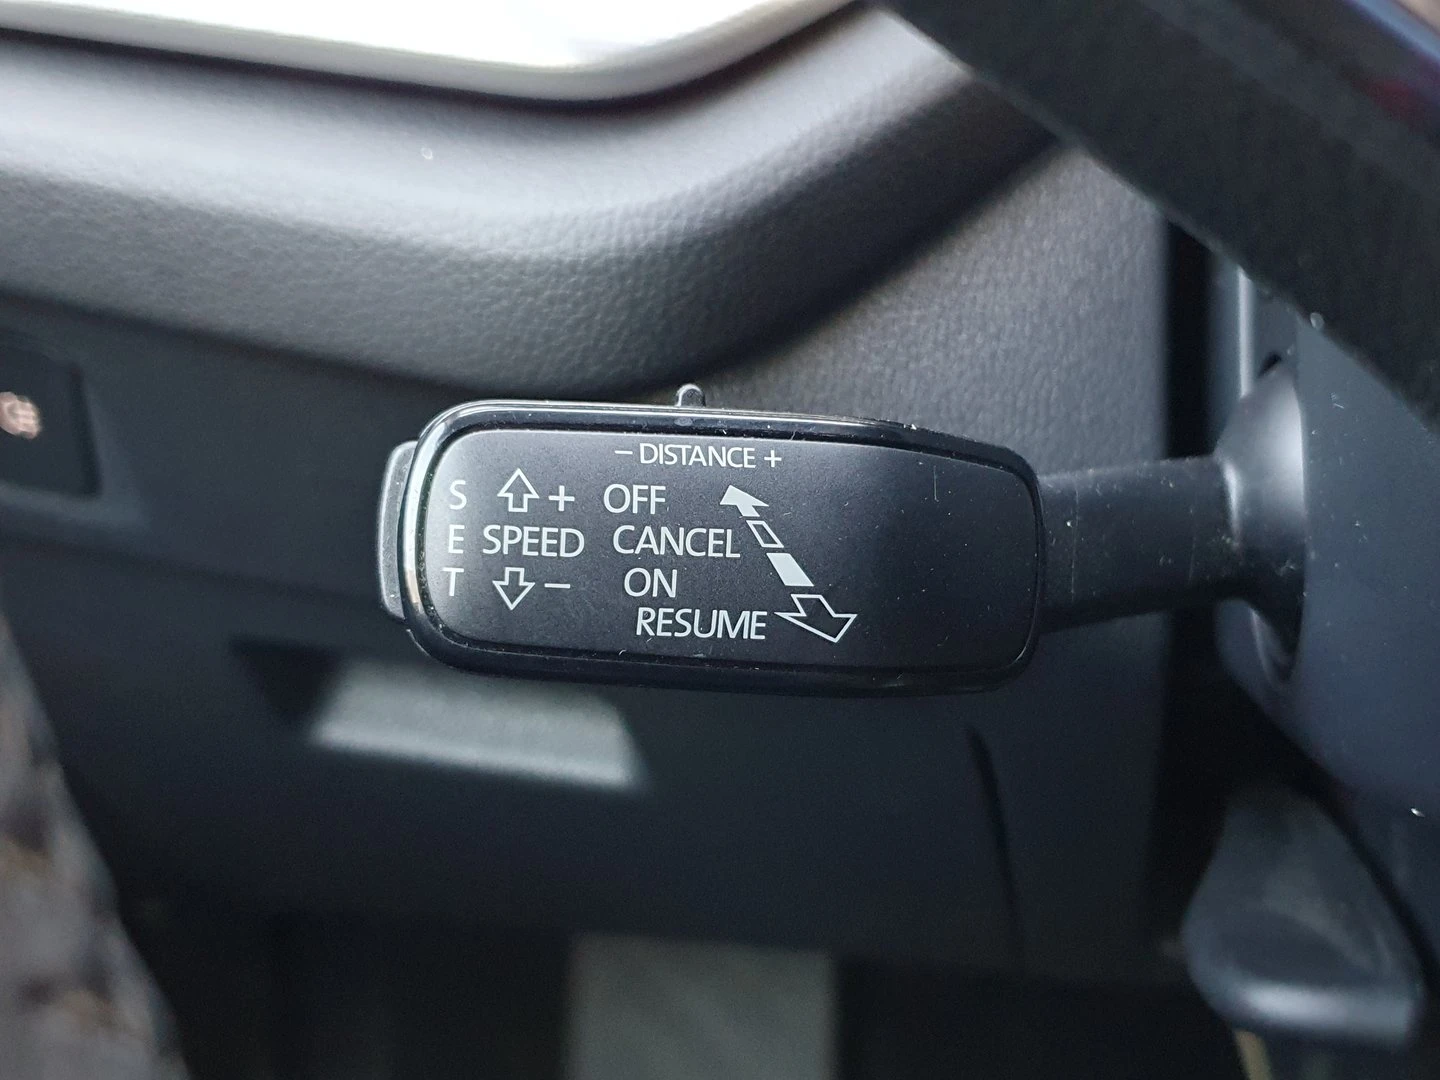 – DISTANCE +
S + OFF
E SPEED CANCEL
T – ON
RESUME